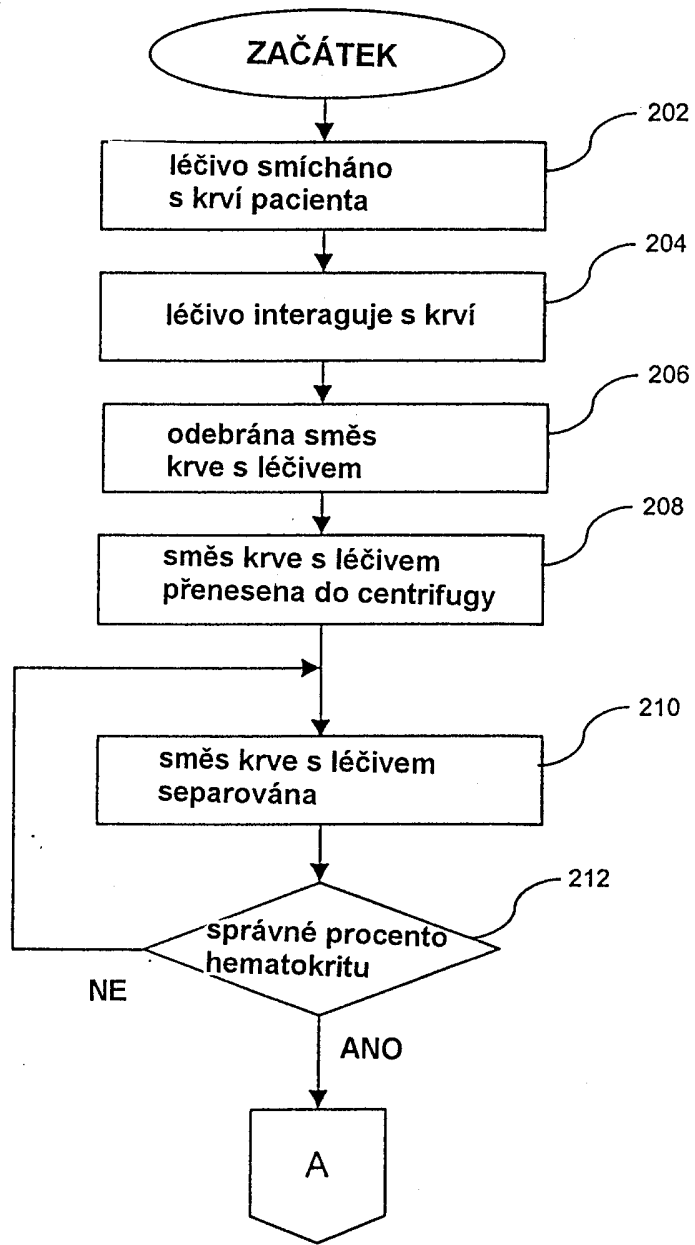 ZAČÁTEK
202
léčivo smícháno
s krví pacienta
204
léčivo interaguje s krví
206
odebrána směs
krve s léčivem
208
směs krve s léčivem
přenesena do centrifugy
210
směs krve s léčivem
separována
212
správné procento
hematokritu
NE
ANO
A